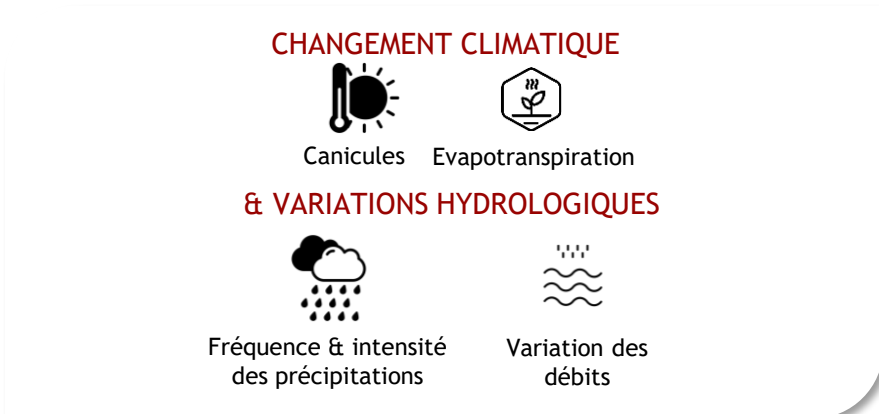 CHANGEMENT CLIMATIQUE
Canicules Evapotranspiration
& VARIATIONS HYDROLOGIQUES
Fréquence & intensité
des précipitations
Variation des
débits